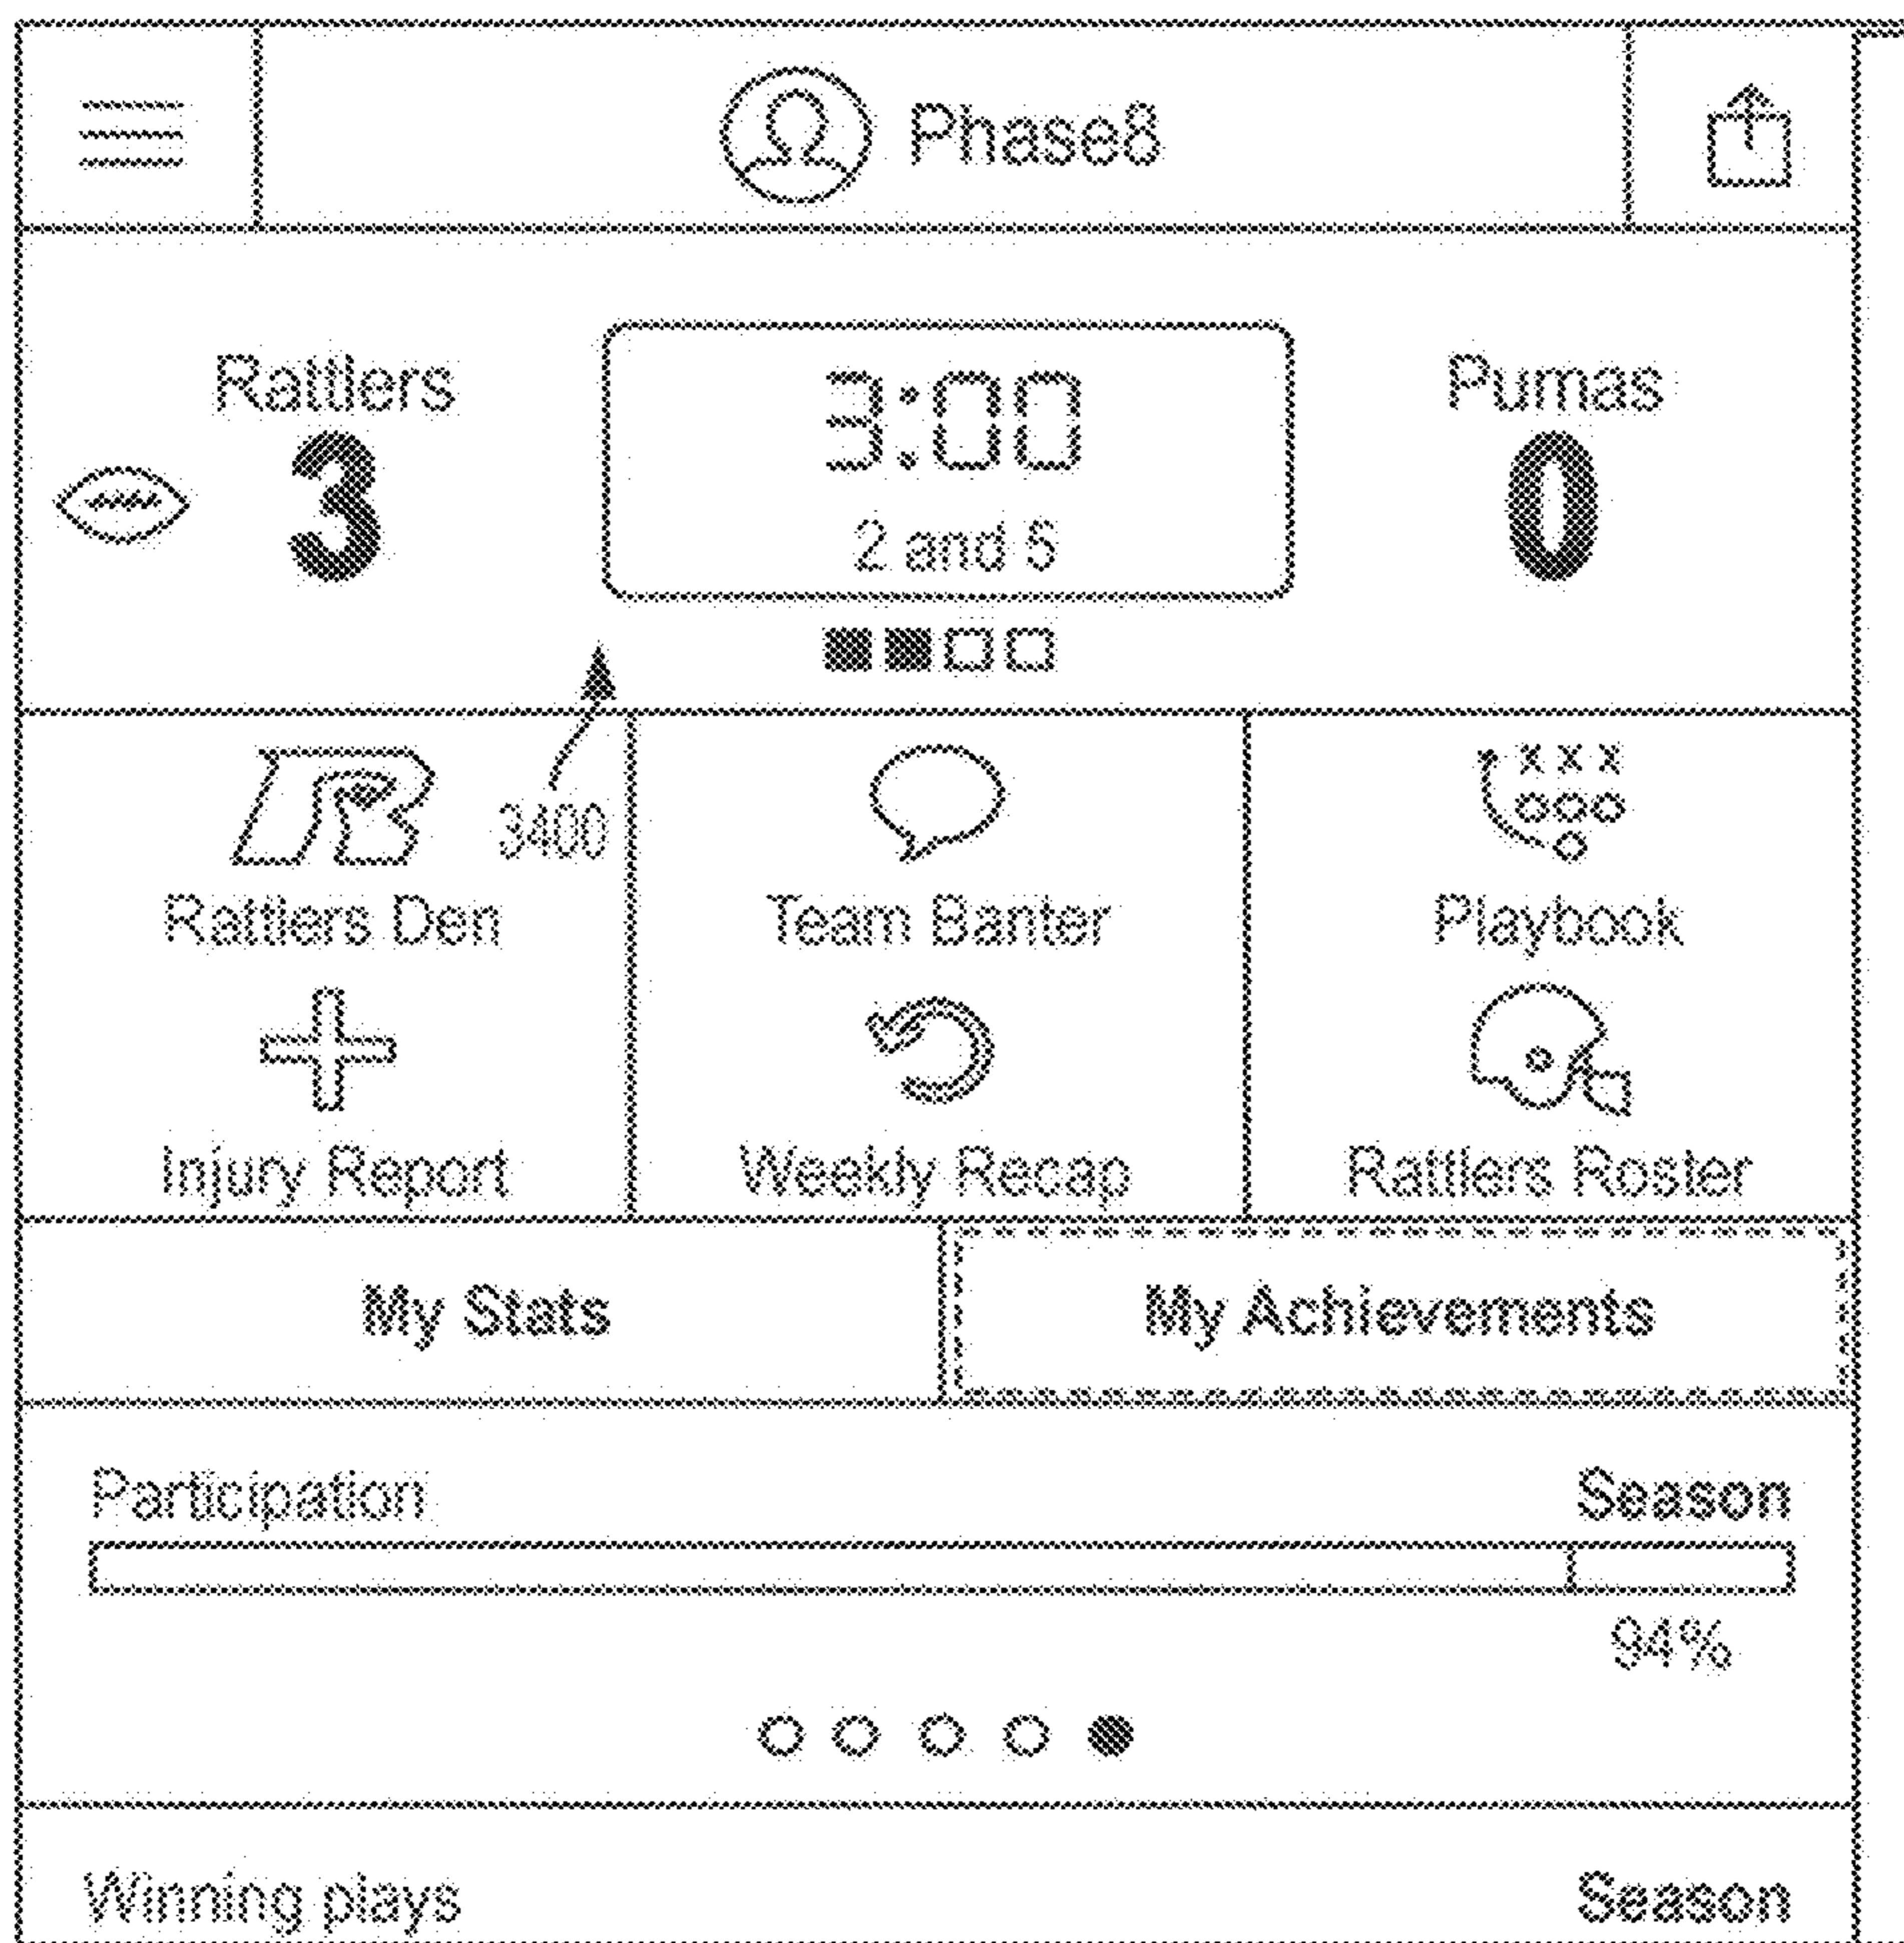 Phase8
Rattlers
3:00
Pumas
3
2 and 5
0
3400
Rattlers Den
Team Banter
Playbook
Injury Report
Weekly Recap
Rattlers Roster
My Stats
My Achievements
Participation
Season
94%
Winning plays
Season